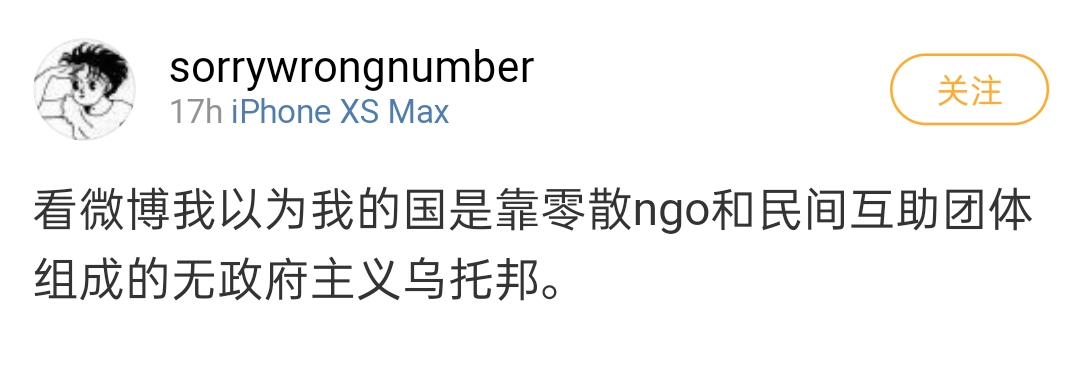 sorrywrongnumber
17h iPhone XS Max
关注
看微博我以为我的国是靠零散ngo和民间互助团体
组成的无政府主义乌托邦。